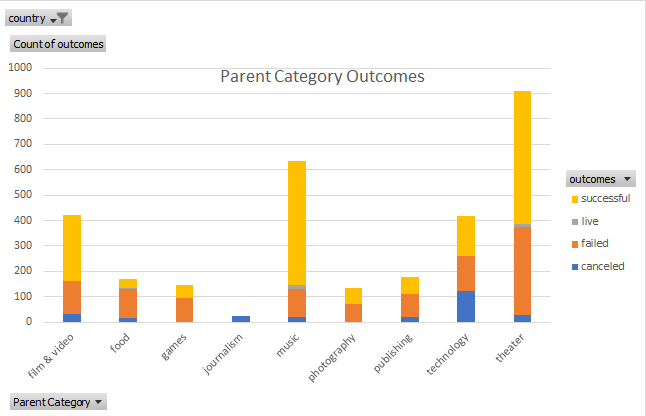 country
Count of outcomes
Parent Category Outcomes
1000
900
800
700
600
500
400
300
200
100
0
film & video
food
games
journalism
music
photography
publishing
technology
theater
outcomes
successful
live
failed
canceled
Parent Category